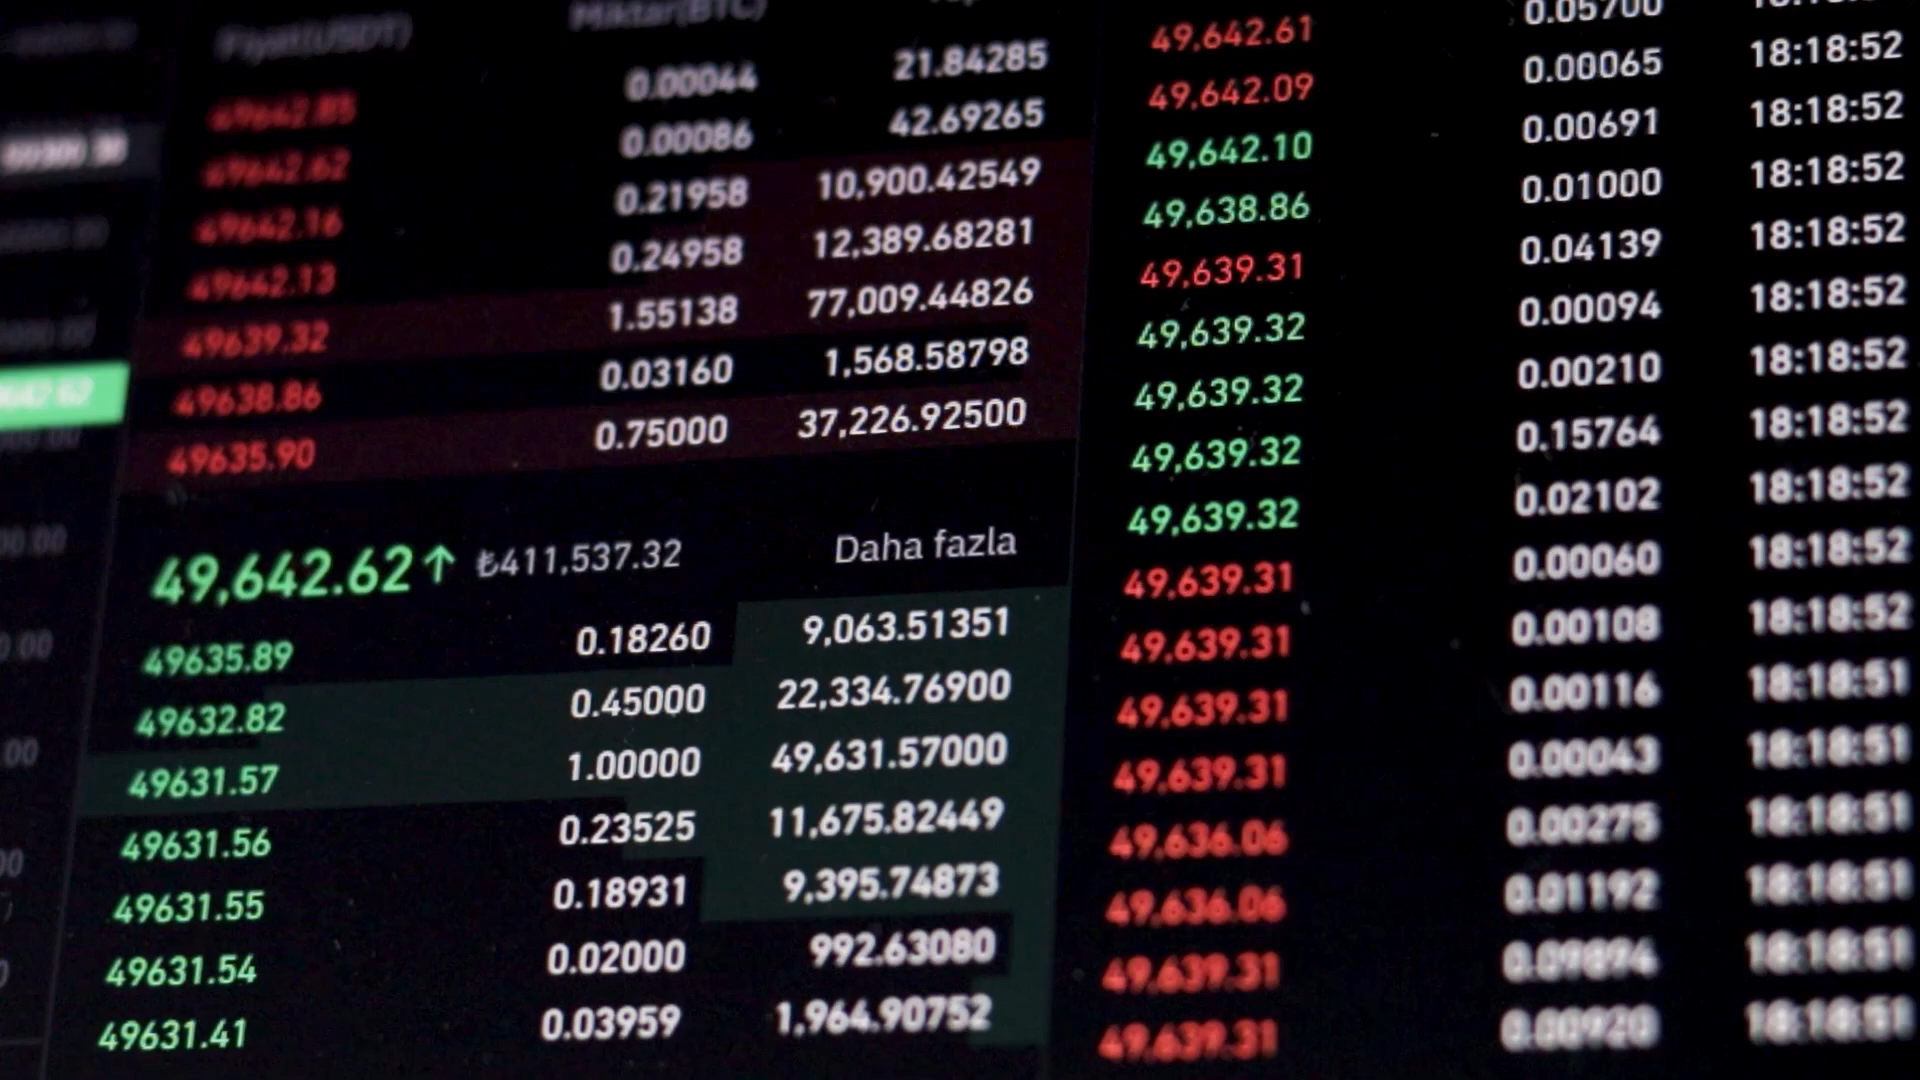 Fiyat(USDT) Miktar(BTC)
49642.85 0.00044 21.84285
49642.62 0.00086 42.69265
49642.16 0.21958 10,900.42549
49642.13 0.24958 12,389.68281
49639.32 1.55138 77,009.44826
49638.86 0.03160 1,568.58798
49635.90 0.75000 37,226.92500
49,642.62↑ ₺411,537.32 Daha fazla
49635.89 0.18260 9,063.51351
49632.82 0.45000 22,334.76900
49631.57 1.00000 49,631.57000
49631.56 0.23525 11,675.82449
49631.55 0.18931 9,395.74873
49631.54 0.02000 992.63080
49631.41 0.03959 1,964.90752
49,642.61 0.05700
49,642.09 0.00065 18:18:52
49,642.10 0.00691 18:18:52
49,638.86 0.01000 18:18:52
49,639.31 0.04139 18:18:52
49,639.32 0.00094 18:18:52
49,639.32 0.00210 18:18:52
49,639.32 0.15764 18:18:52
49,639.32 0.02102 18:18:52
49,639.31 0.00060 18:18:52
49,639.31 0.00108 18:18:52
49,639.31 0.00116 18:18:51
49,639.31 0.00043 18:18:51
49,636.06 0.00275 18:18:51
49,636.06 0.01192 18:18:51
49,639.31 0.09894 18:18:51
49,639.31 0.00920 18:18:51